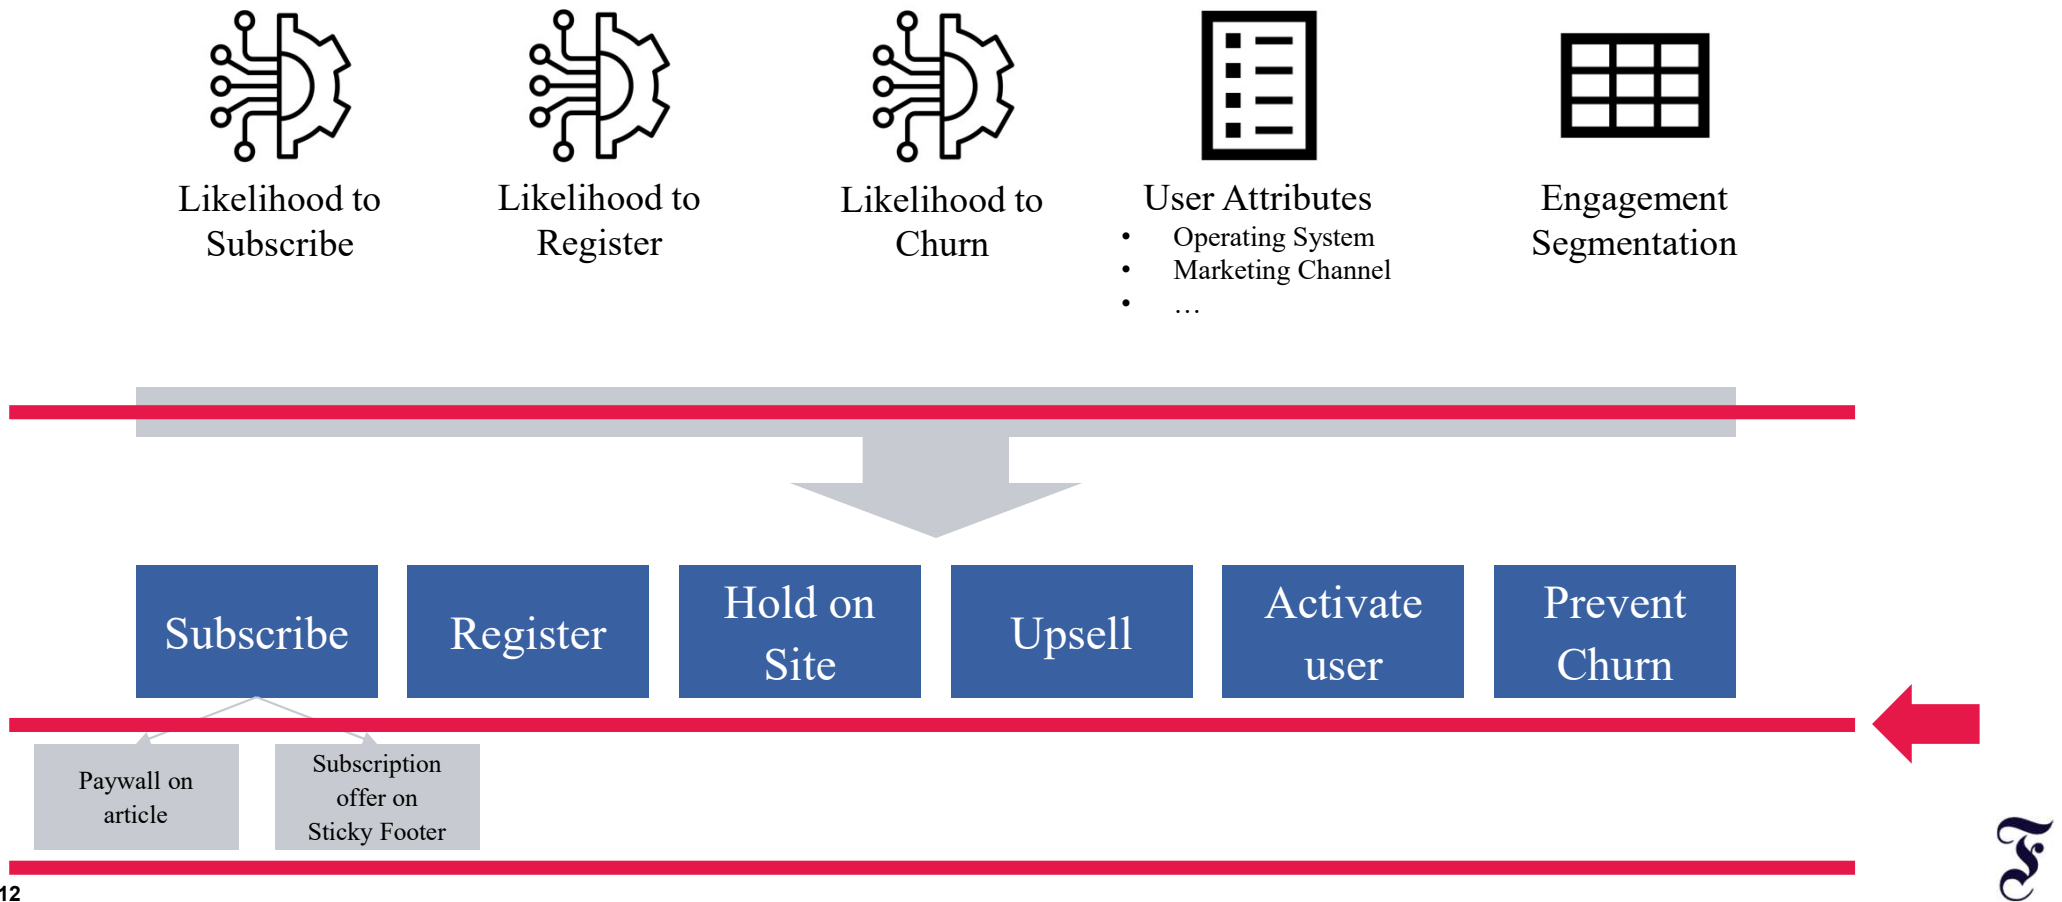 Likelihood to
Subscribe
Likelihood to
Register
Likelihood to
Churn
User Attributes
• Operating System
• Marketing Channel
• …
Engagement
Segmentation
Subscribe
Register
Hold on
Site
Upsell
Activate
user
Prevent
Churn
Paywall on
article
Subscription
offer on
Sticky Footer
F
12